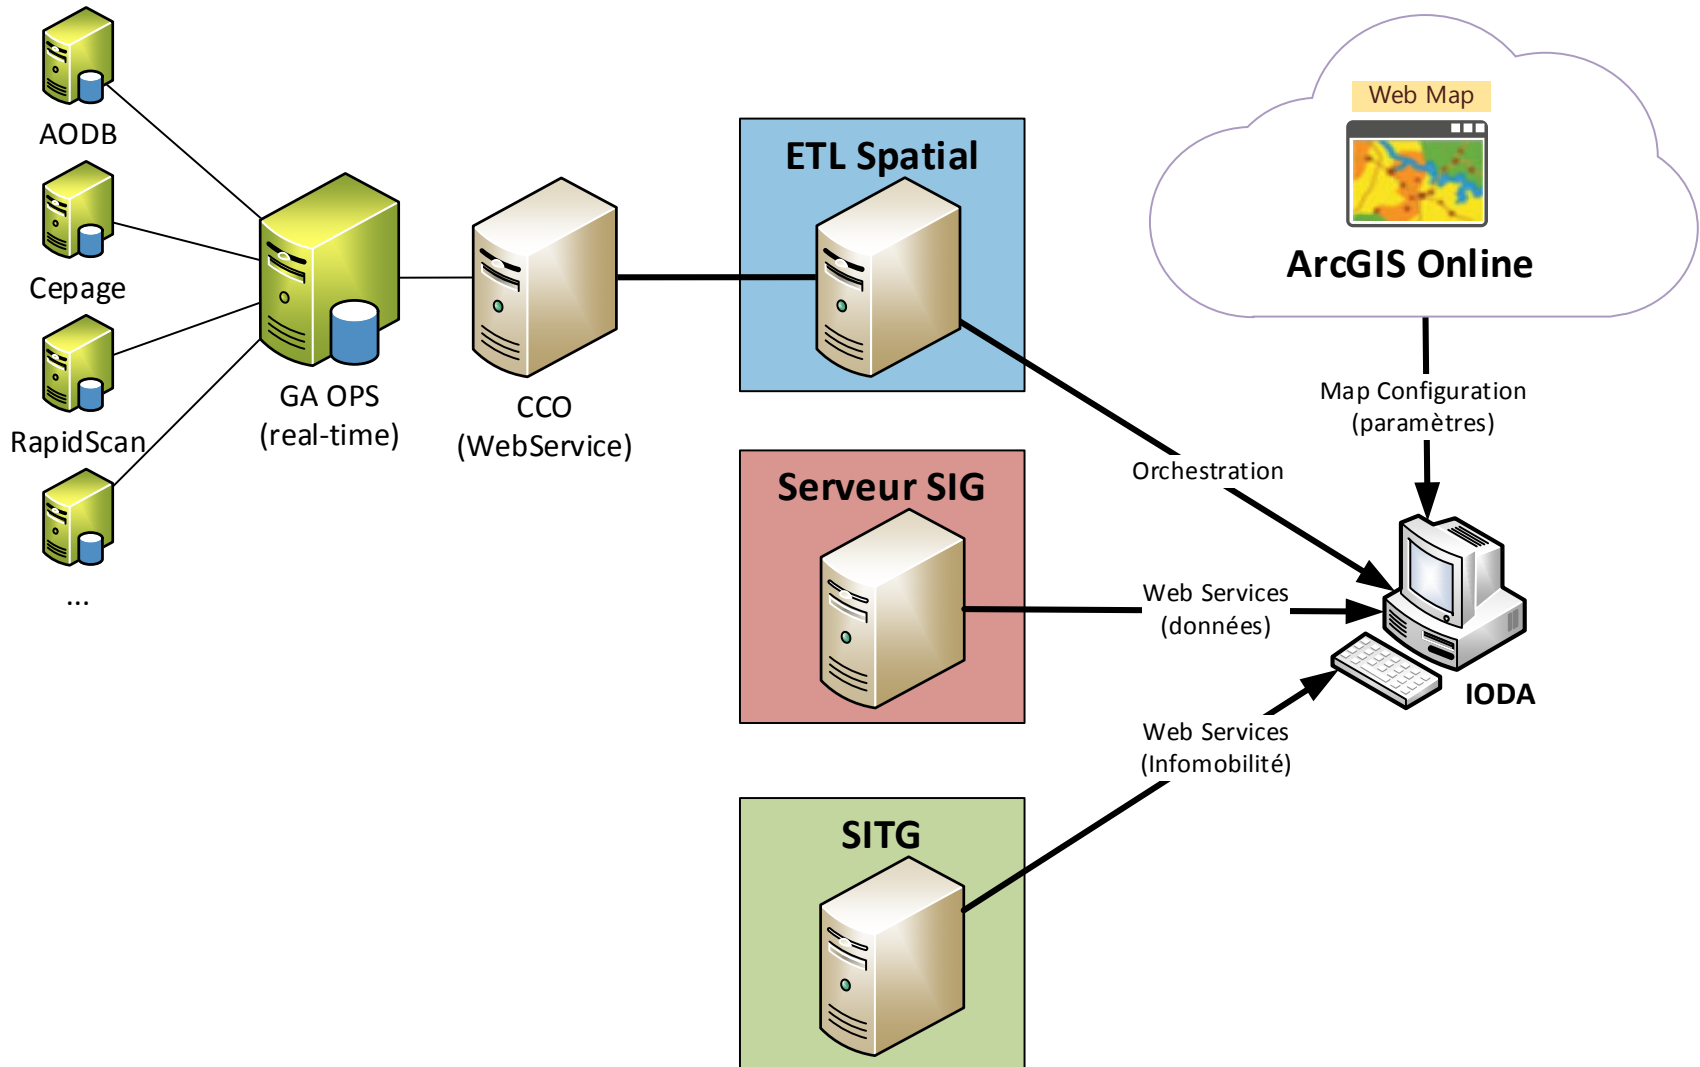 AODB
Cepage
RapidScan
...
GA OPS
(real-time)
CCO
(WebService)
ETL Spatial
Serveur SIG
SITG
Web Map
ArcGIS Online
Map Configuration
(paramètres)
Orchestration
Web Services
(données)
Web Services
(Infomobilité)
IODA